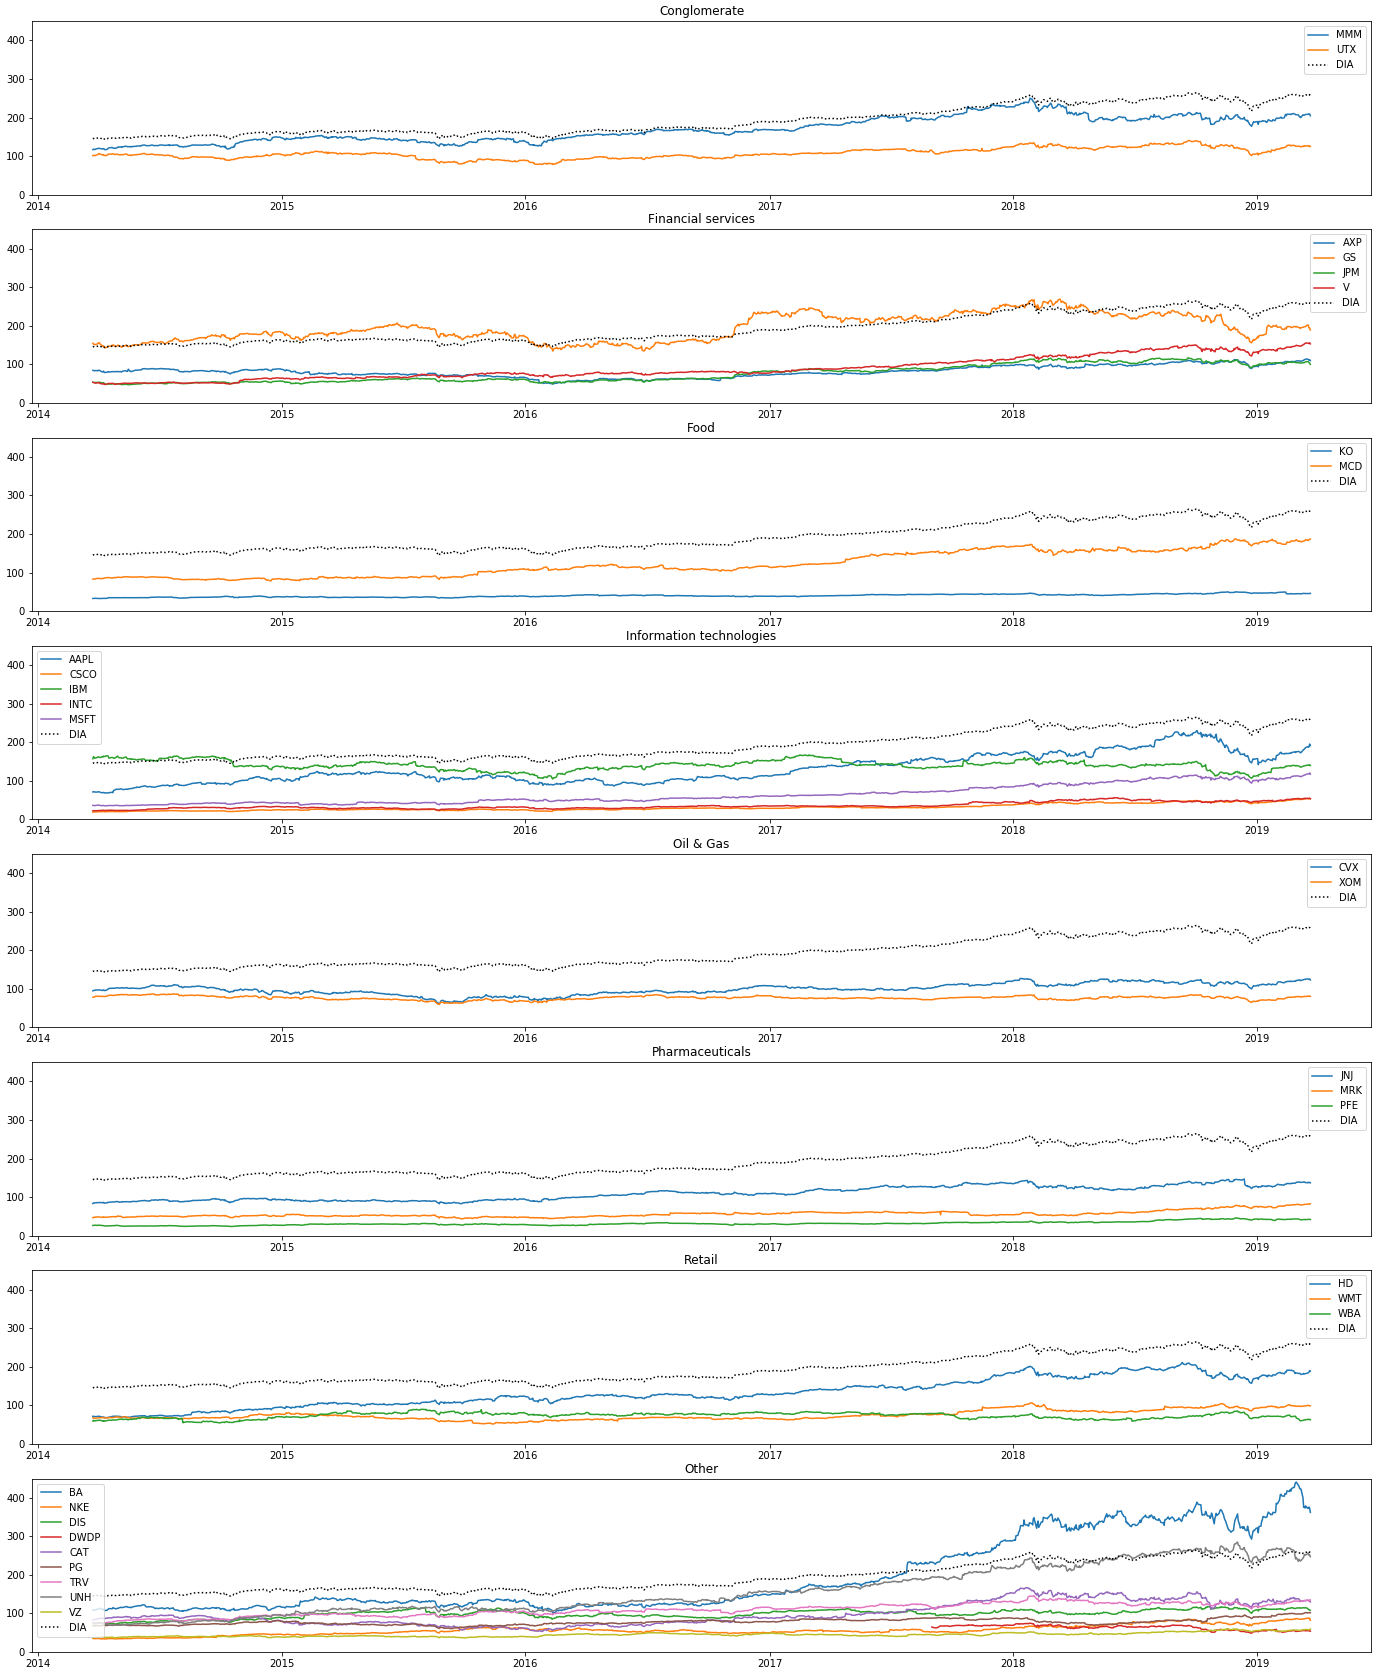 Conglomerate
400
300
200
100
0
MMM
UTX
DIA
2014 2015 2016 2017 2018 2019
Financial services
400
300
200
100
0
AXP
GS
JPM
V
DIA
2014 2015 2016 2017 2018 2019
Food
400
300
200
100
0
KO
MCD
DIA
2014 2015 2016 2017 2018 2019
Information technologies
400
300
200
100
0
AAPL
CSCO
IBM
INTC
MSFT
DIA
2014 2015 2016 2017 2018 2019
Oil & Gas
400
300
200
100
0
CVX
XOM
DIA
2014 2015 2016 2017 2018 2019
Pharmaceuticals
400
300
200
100
0
JNJ
MRK
PFE
DIA
2014 2015 2016 2017 2018 2019
Retail
400
300
200
100
0
HD
WMT
WBA
DIA
2014 2015 2016 2017 2018 2019
Other
400
300
200
100
0
BA
NKE
DIS
DWDP
CAT
PG
TRV
UNH
VZ
DIA
2014 2015 2016 2017 2018 2019